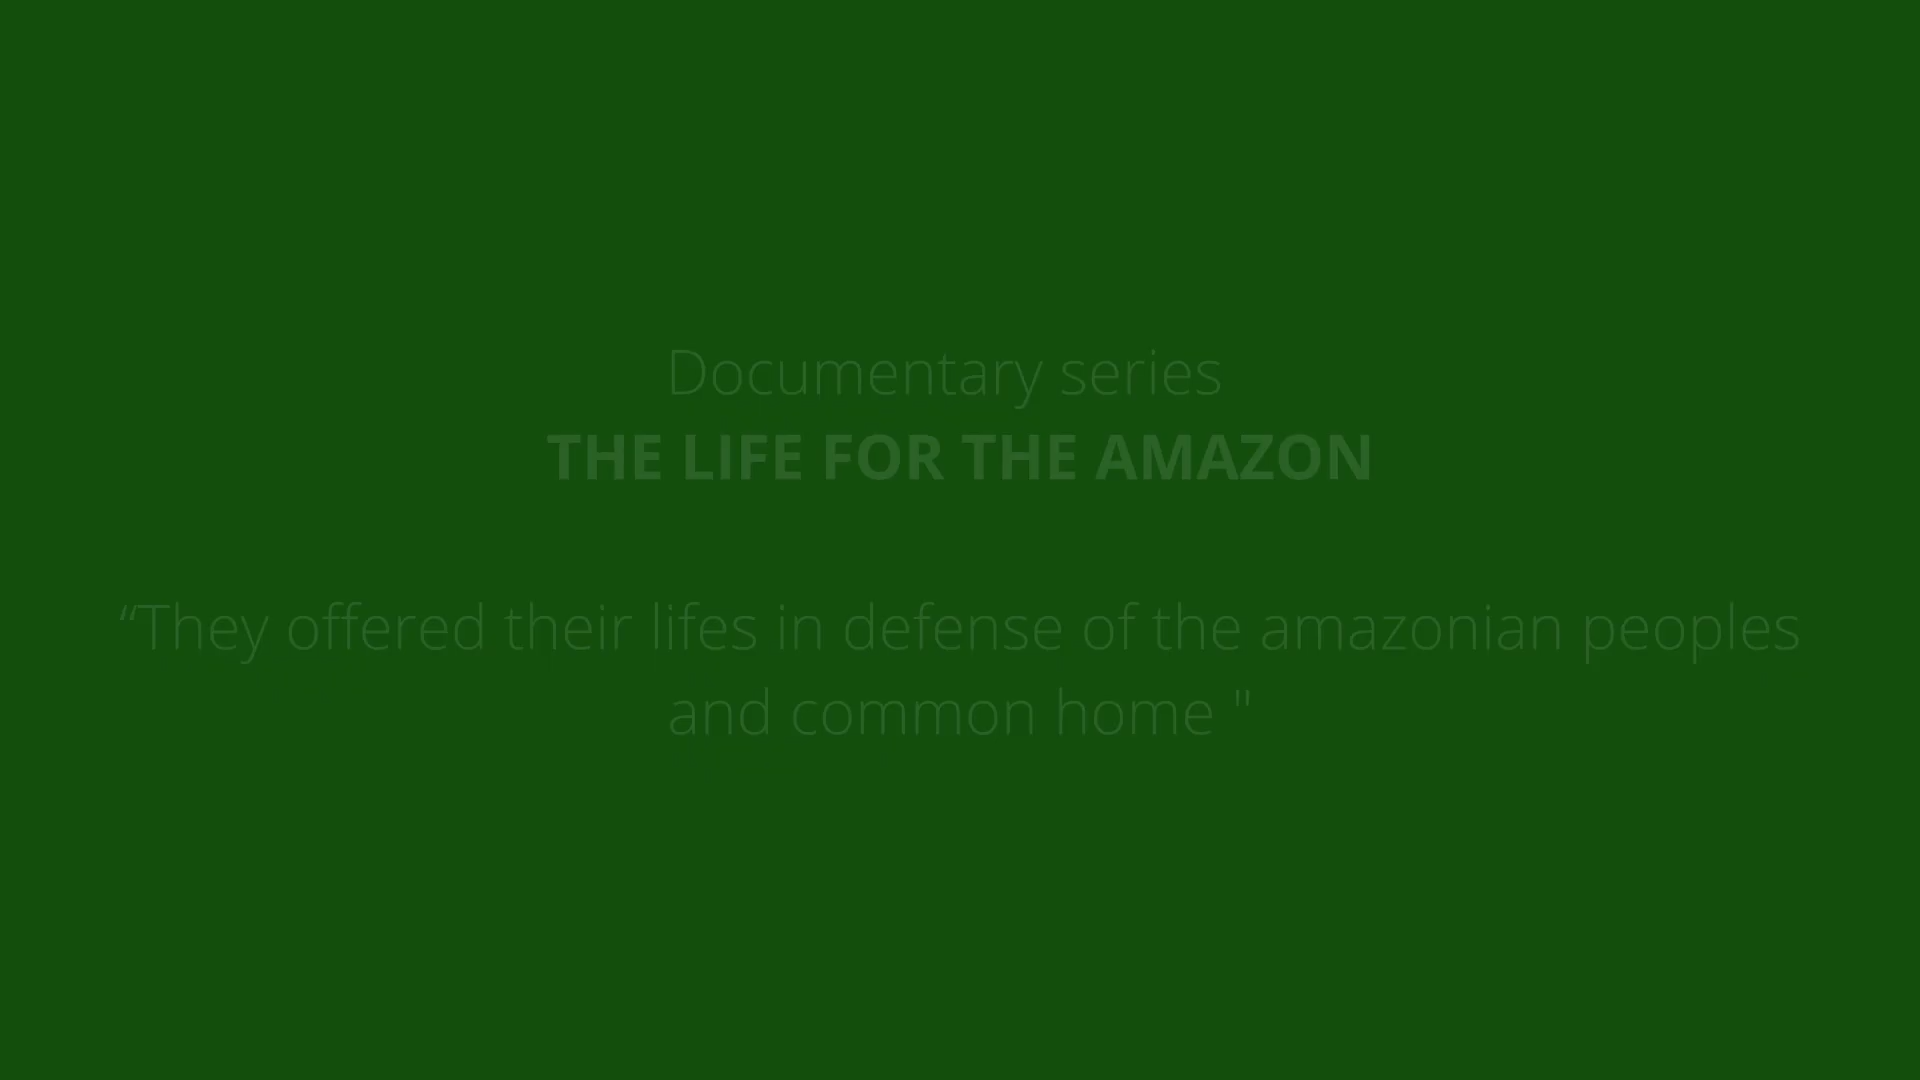 Documentary series
THE LIFE FOR THE AMAZON
“They offered their lifes in defense of the amazonian peoples
and common home "